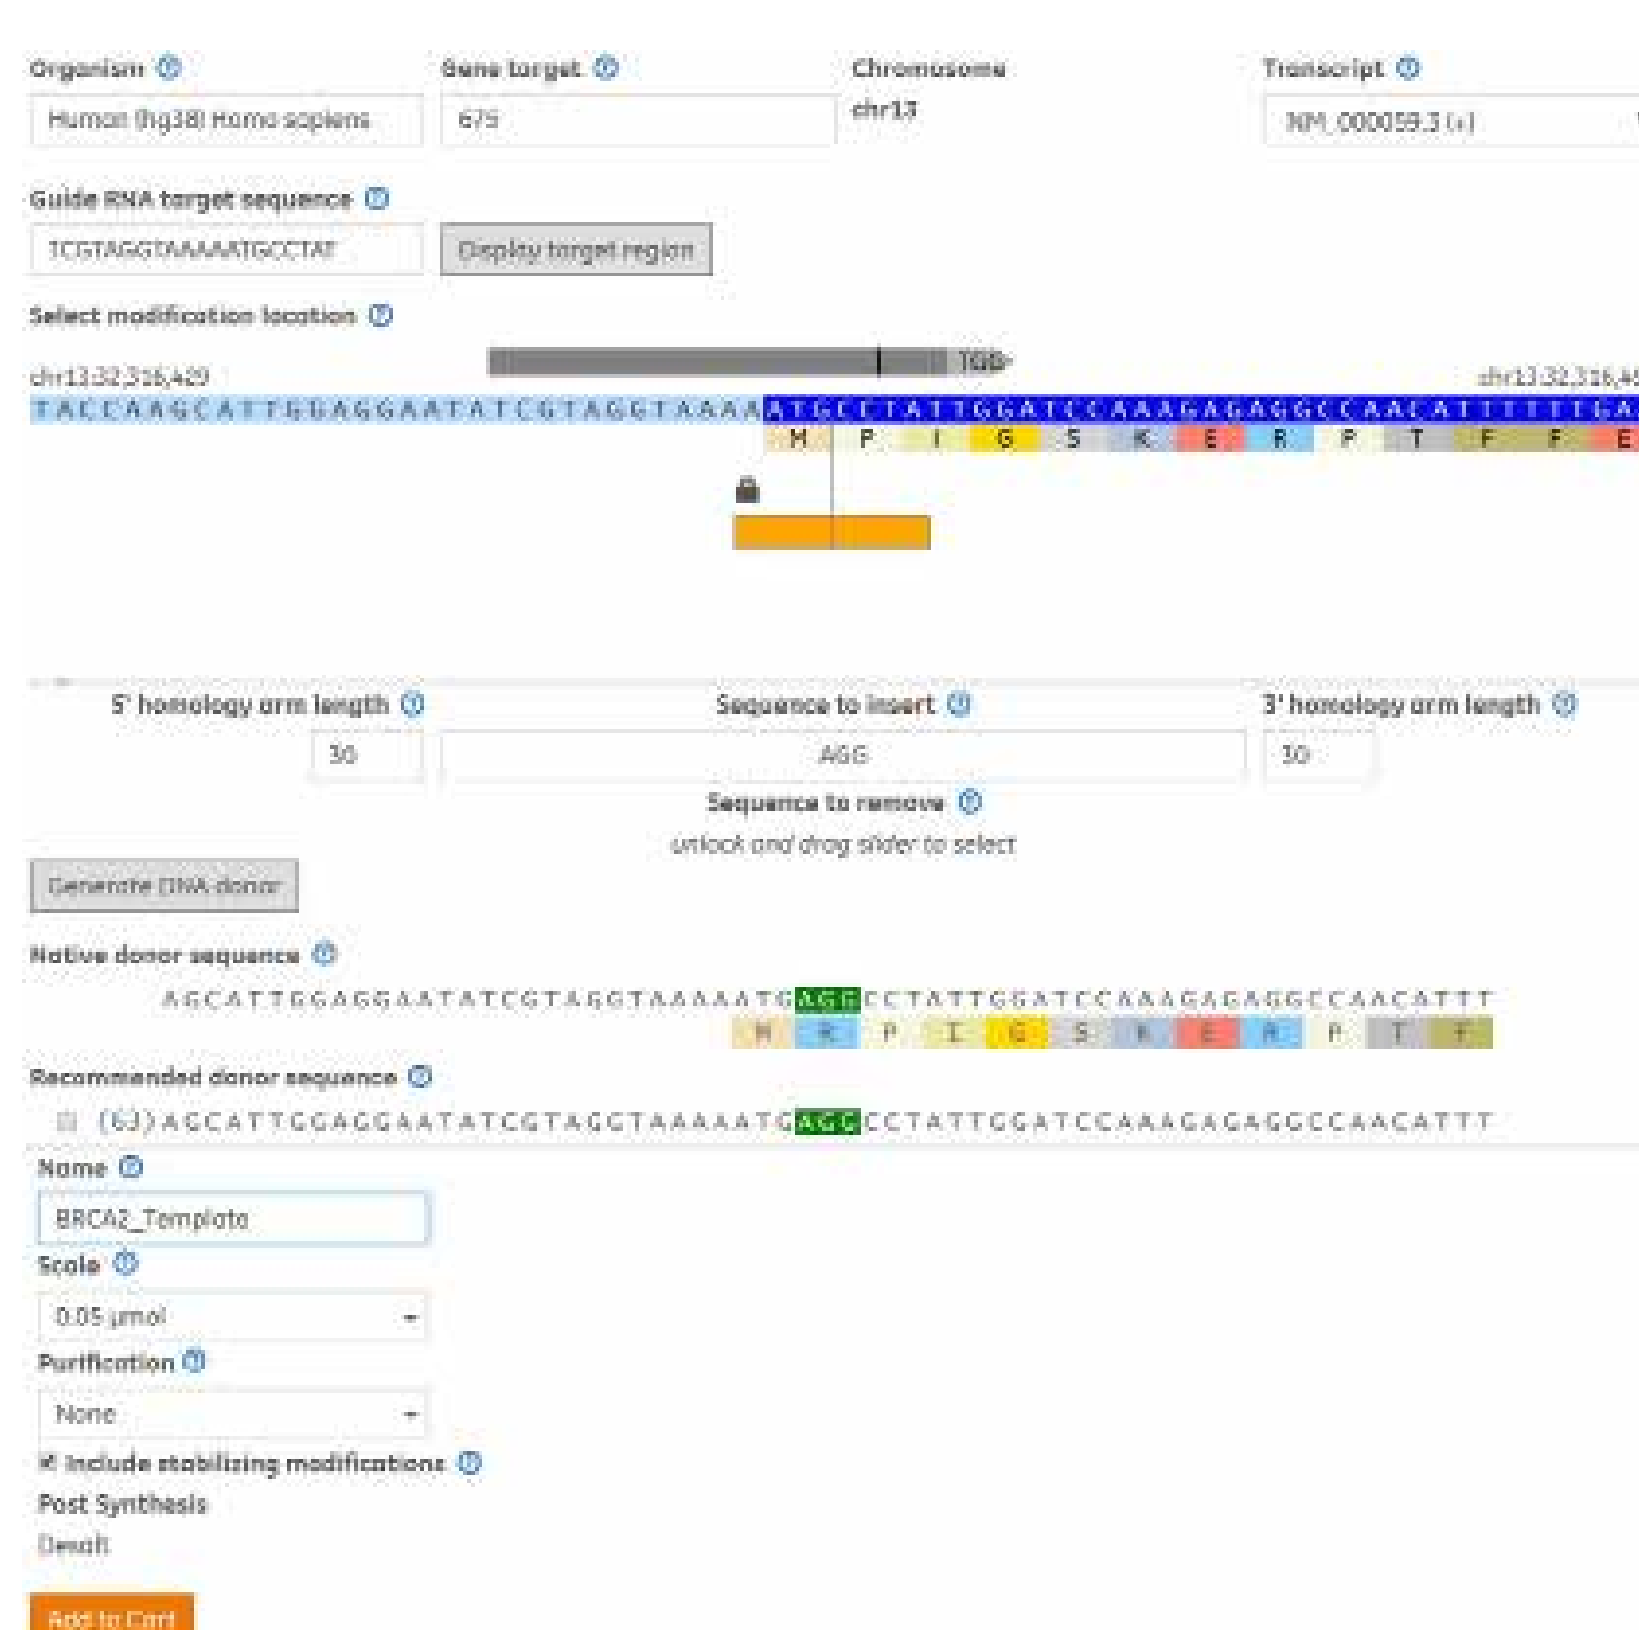 Organism Gene target Chromosome Transcript
Human (hg38) Homo sapiens 675 chr13 NM_000059.3 (+)
Guide RNA target sequence
TCGTAGGTAAAAATGCCTAT Display target region
Select modification location
TGG
chr13:32,316,429 chr13:32,316,4
TACCAAGCATTGGAGGAATATCGTAGGTAAAAATGCCTATTGGATCCAAAGAGAGGCCAACATTTTTTGA
M P I G S K E R P T F F E
5' homology arm length Sequence to insert 3' homology arm length
30 AGG 30
Sequence to remove
unlock and drag slider to select
Generate DNA donor
Native donor sequence
AGCATTGGAGGAATATCGTAGGTAAAAATGAGGCCTATTGGATCCAAAGAGAGGCCAACATTT
M R P I G S K E R P T F
Recommended donor sequence
(63)AGCATTGGAGGAATATCGTAGGTAAAAATGAGGCCTATTGGATCCAAAGAGAGGCCAACATTT
Name
BRCA2_Template
Scale
0.05 µmol
Purification
None
Include stabilizing modifications
Post Synthesis
Desalt
Add to Cart